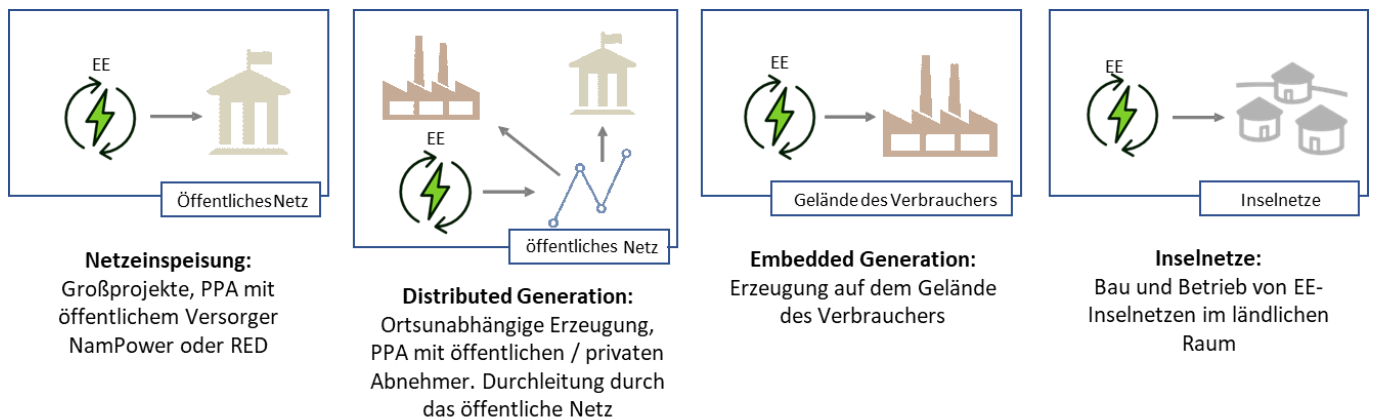 EE
Öffentliches Netz
Netzeinspeisung:
Großprojekte, PPA mit
öffentlichem Versorger
NamPower oder RED
EE
öffentliches Netz
Distributed Generation:
Ortsunabhängige Erzeugung,
PPA mit öffentlichen / privaten
Abnehmer. Durchleitung durch
das öffentliche Netz
EE
Gelände des Verbrauchers
Embedded Generation:
Erzeugung auf dem Gelände
des Verbrauchers
EE
Inselnetze
Inselnetze:
Bau und Betrieb von EE-
Inselnetzen im ländlichen
Raum